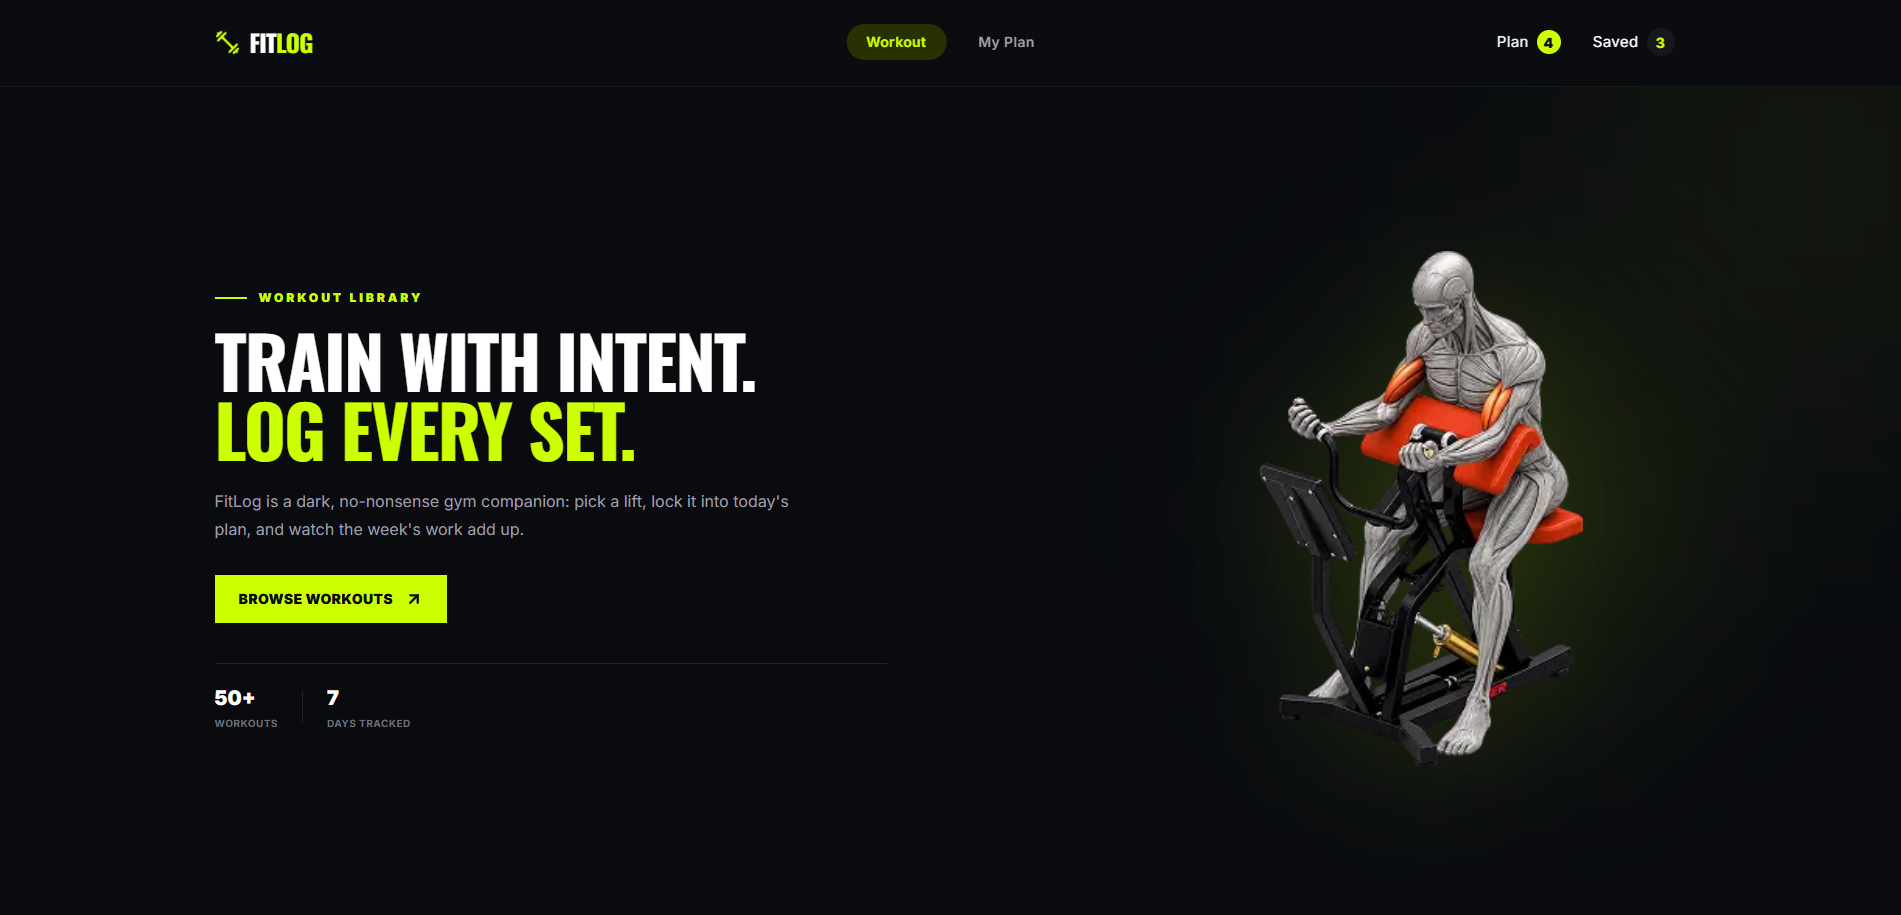 FITLOG
Workout
My Plan
Plan 4
Saved 3
WORKOUT LIBRARY
TRAIN WITH INTENT.
LOG EVERY SET.
FitLog is a dark, no-nonsense gym companion: pick a lift, lock it into today's
plan, and watch the week's work add up.
BROWSE WORKOUTS
50+
WORKOUTS
7
DAYS TRACKED